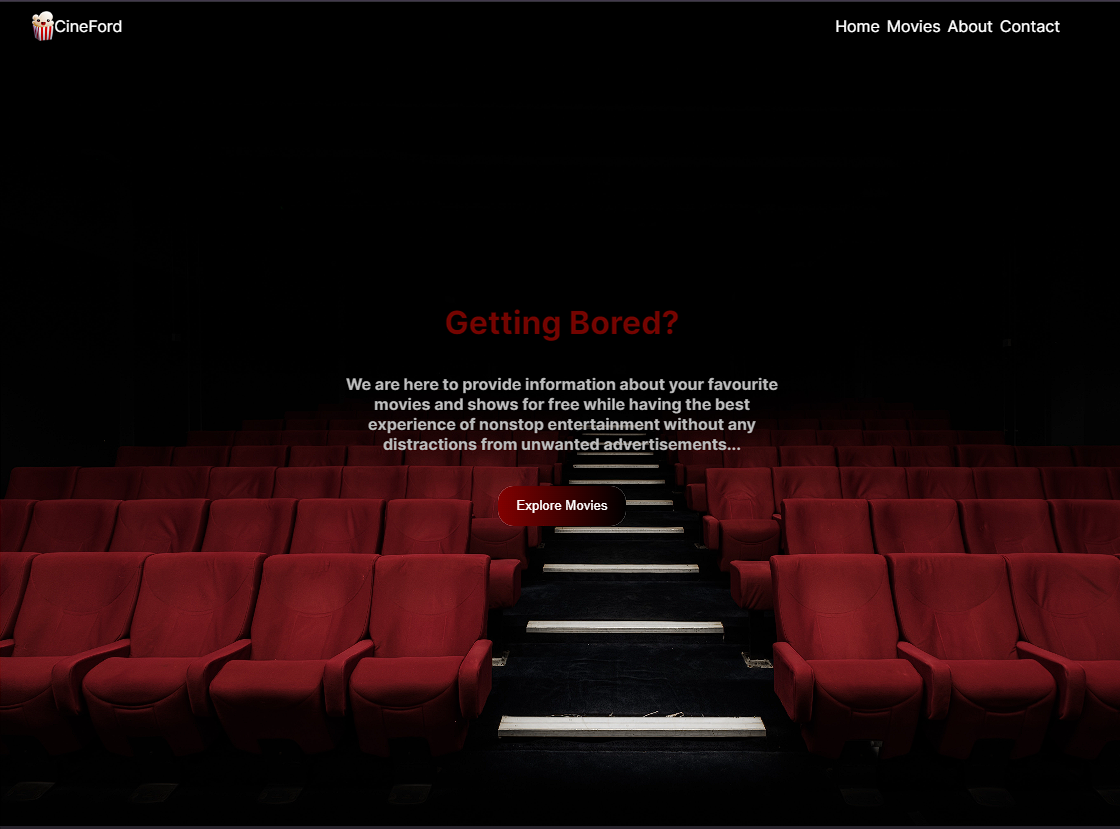 CineFord
Home Movies About Contact
Getting Bored?
We are here to provide information about your favourite
movies and shows for free while having the best
experience of nonstop entertainment without any
distractions from unwanted advertisements...
Explore Movies